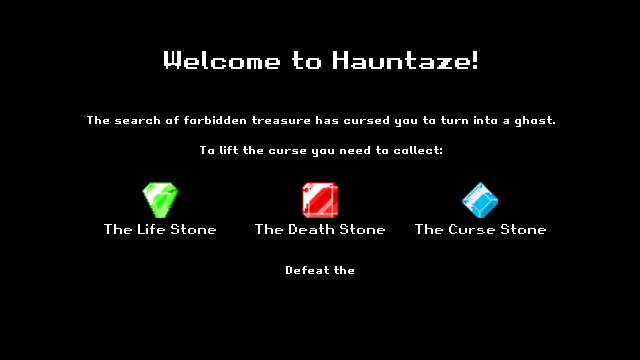 Welcome to Hauntaze!
The search of forbidden treasure has cursed you to turn into a ghost.
To lift the curse you need to collect:
The Life Stone
The Death Stone
The Curse Stone
Defeat the